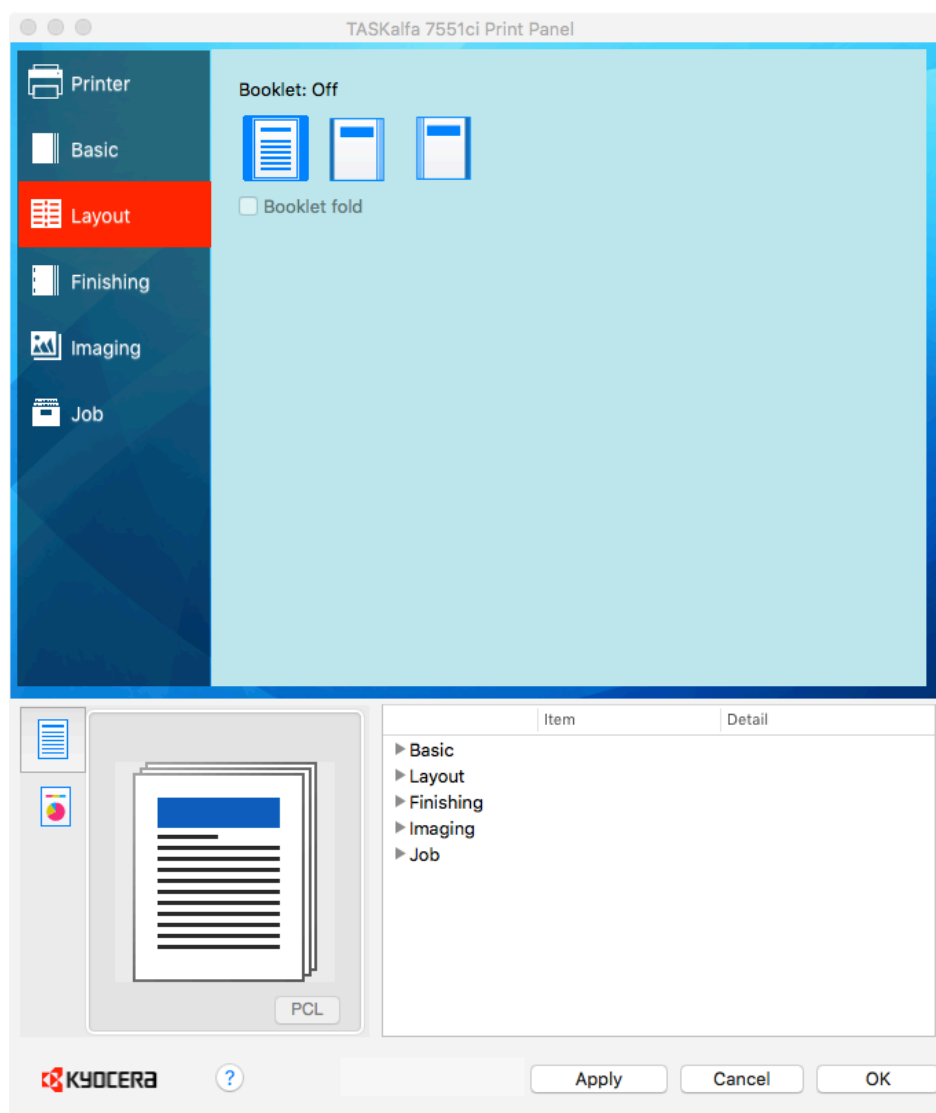 TASKalfa 7551ci Print Panel
Printer
Basic
Layout
Finishing
Imaging
Job
Booklet: Off
Booklet fold
Item Detail
Basic
Layout
Finishing
Imaging
Job
PCL
KYOCERA
?
Apply Cancel OK